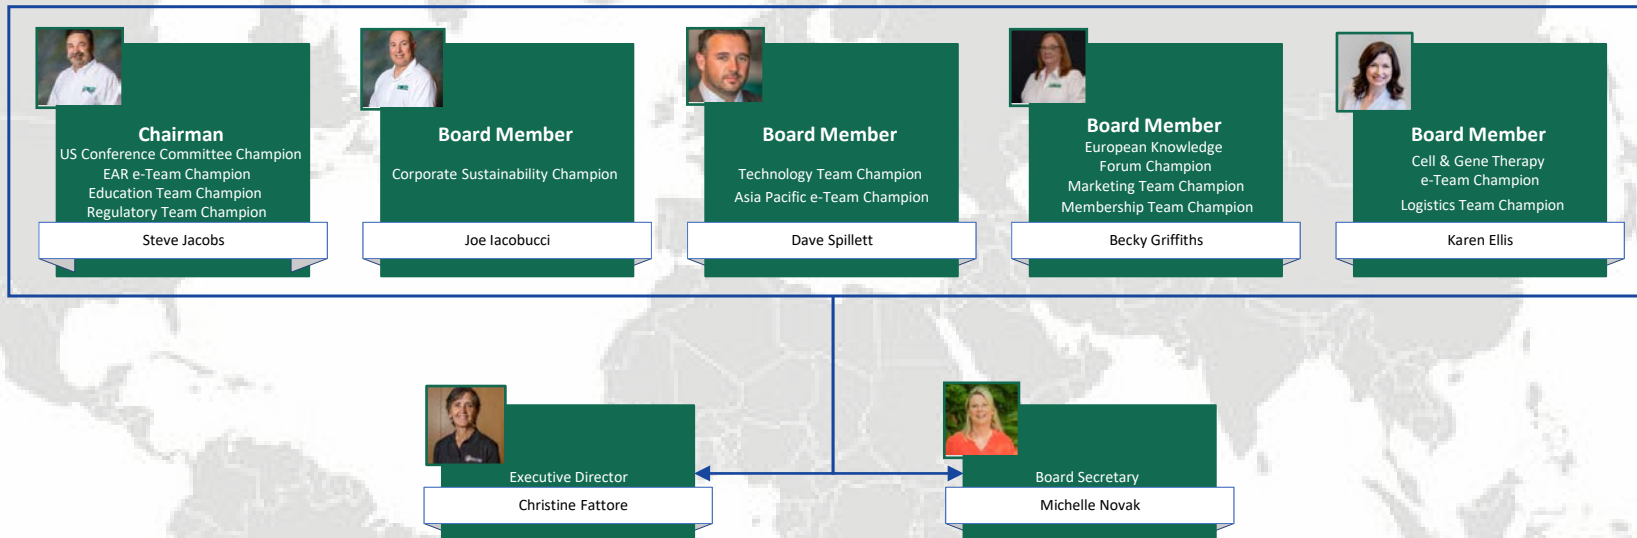 Chairman
US Conference Committee Champion
EAR e-Team Champion
Education Team Champion
Regulatory Team Champion
Steve Jacobs
Board Member
Corporate Sustainability Champion
Joe Iacobucci
Board Member
Technology Team Champion
Asia Pacific e-Team Champion
Dave Spillett
Board Member
European Knowledge
Forum Champion
Marketing Team Champion
Membership Team Champion
Becky Griffiths
Board Member
Cell & Gene Therapy
e-Team Champion
Logistics Team Champion
Karen Ellis
Executive Director
Christine Fattore
Board Secretary
Michelle Novak